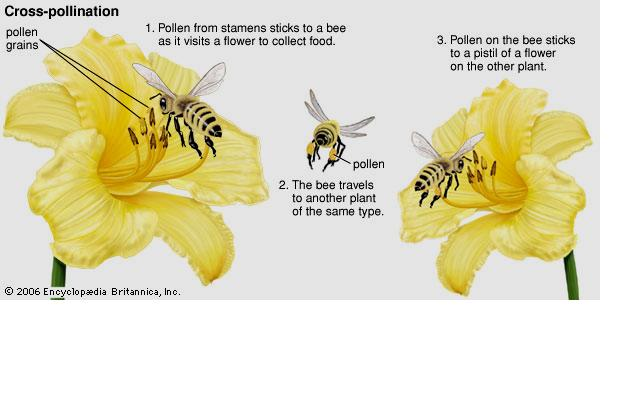 Cross-pollination
pollen
grains
1. Pollen from stamens sticks to a bee
as it visits a flower to collect food.
pollen
2. The bee travels
to another plant
of the same type.
3. Pollen on the bee sticks
to a pistil of a flower
on the other plant.
© 2006 Encyclopædia Britannica, Inc.